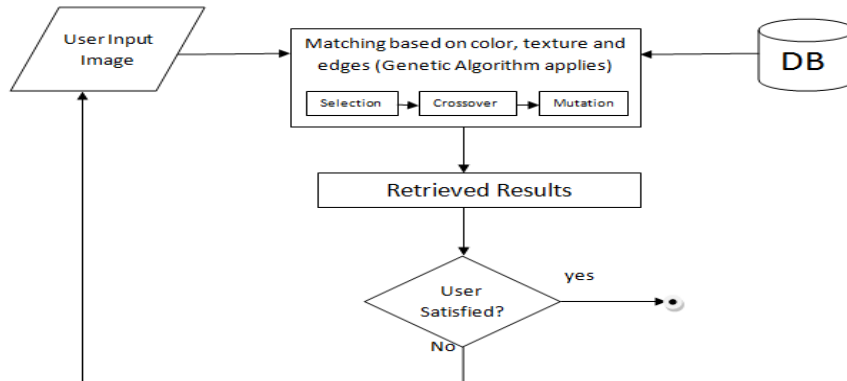 User Input
Image
Matching based on color, texture and
edges (Genetic Algorithm applies)
Selection
Crossover
Mutation
DB
Retrieved Results
User
Satisfied?
yes
No